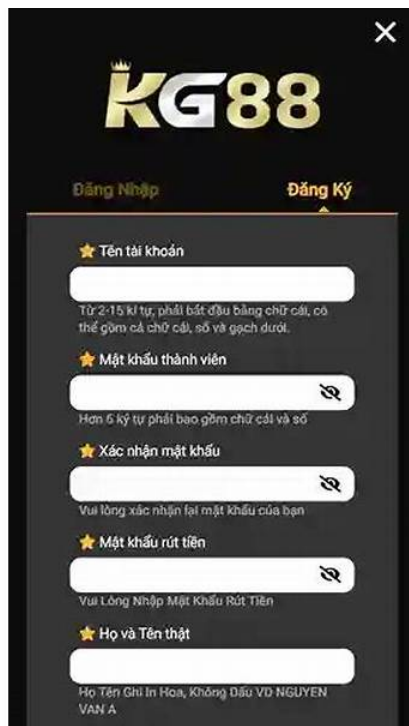 KG88
Đăng Nhập
Đăng Ký
Tên tài khoản
Từ 2-15 kí tự, phải bắt đầu bằng chữ cái, có
thể gồm cả chữ cái, số và gạch dưới.
Mật khẩu thành viên
Hơn 6 ký tự phải bao gồm chữ cái và số
Xác nhận mật khẩu
Vui lòng xác nhận lại mật khẩu của bạn
Mật khẩu rút tiền
Vui Lòng Nhập Mật Khẩu Rút Tiền
Họ và Tên thật
Họ Tên Ghi In Hoa, Không Dấu VD NGUYEN
VAN A